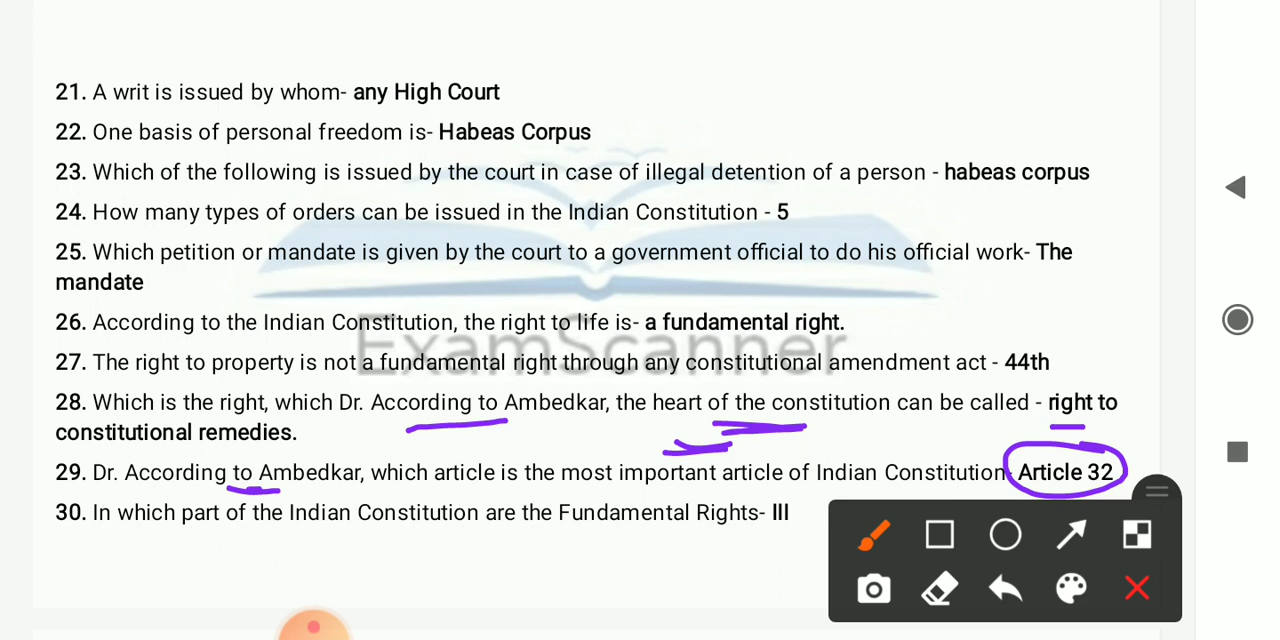 21. A writ is issued by whom- any High Court
22. One basis of personal freedom is- Habeas Corpus
23. Which of the following is issued by the court in case of illegal detention of a person - habeas corpus
24. How many types of orders can be issued in the Indian Constitution - 5
25. Which petition or mandate is given by the court to a government official to do his official work- The
mandate
26. According to the Indian Constitution, the right to life is- a fundamental right.
ExamScanner
27. The right to property is not a fundamental right through any constitutional amendment act - 44th
28. Which is the right, which Dr. According to Ambedkar, the heart of the constitution can be called - right to
constitutional remedies.
29. Dr. According to Ambedkar, which article is the most important article of Indian Constitution- Article 32
30. In which part of the Indian Constitution are the Fundamental Rights- III